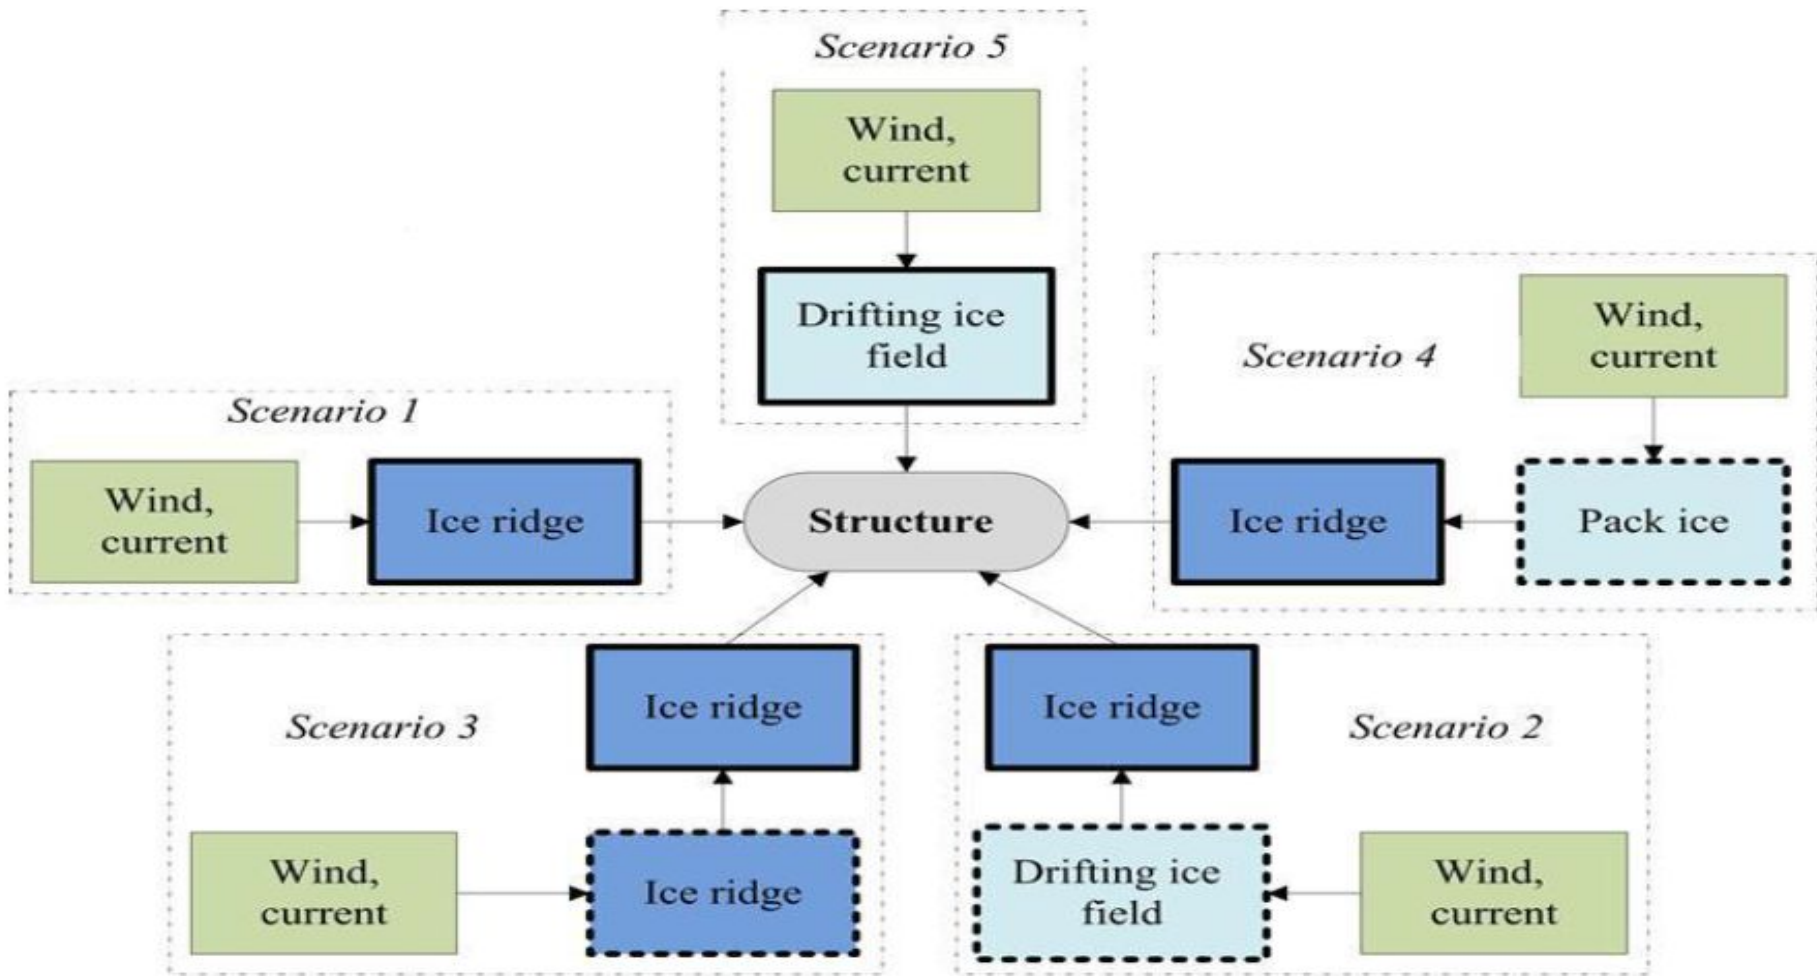 Scenario 5
Wind,
current
Drifting ice
field
Scenario 4
Wind,
current
Scenario 1
Wind,
current
Ice ridge
Structure
Ice ridge
Pack ice
Scenario 3
Ice ridge
Wind,
current
Ice ridge
Ice ridge
Scenario 2
Drifting ice
field
Wind,
current